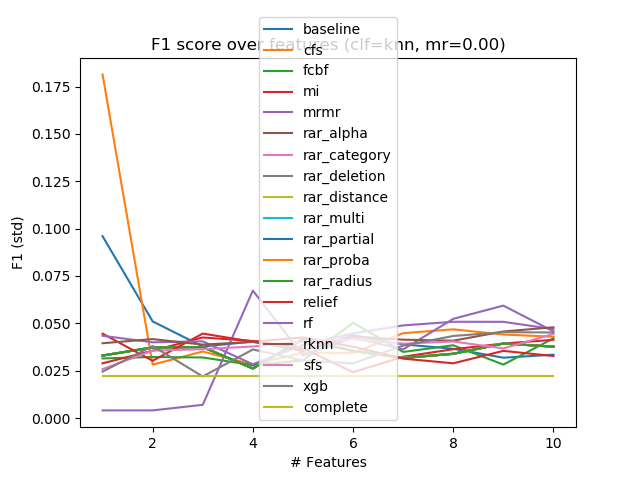 F1 score over features (clf=knn, mr=0.00)
baseline
cfs
fcbf
mi
mrmr
rar_alpha
rar_category
rar_deletion
rar_distance
rar_multi
rar_partial
rar_proba
rar_radius
relief
rf
rknn
sfs
xgb
complete
F1 (std)
0.175
0.150
0.125
0.100
0.075
0.050
0.025
0.000
2 4 6 8 10
# Features